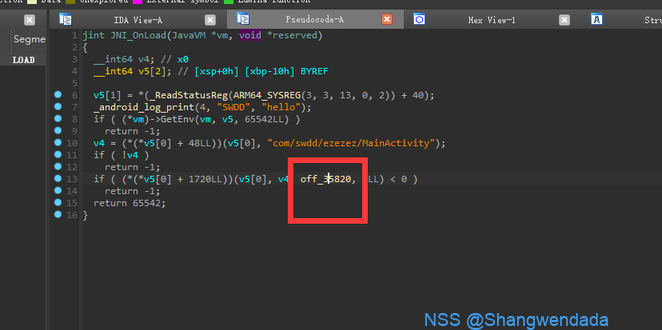 Function
Data
Unexplored
External symbol
Lumina function
IDA View-A
Pseudocode-A
Hex View-1
Stru
Segme
LOAD
1 jint JNI_OnLoad(JavaVM *vm, void *reserved)
2 {
3 __int64 v4; // x0
4 __int64 v5[2]; // [xsp+0h] [xbp-10h] BYREF
5
6 v5[1] = *(_ReadStatusReg(ARM64_SYSREG(3, 3, 13, 0, 2)) + 40);
7 _android_log_print(4, "SWDD", "hello");
8 if ( (*vm)->GetEnv(vm, v5, 65542LL) )
9 return -1;
10 v4 = (*(*v5[0] + 48LL))(v5[0], "com/swdd/ezezez/MainActivity");
11 if ( !v4 )
12 return -1;
13 if ( (*(*v5[0] + 1720LL))(v5[0], v4 off_35820, LL) < 0 )
14 return -1;
15 return 65542;
16 }
NSS @Shangwendada